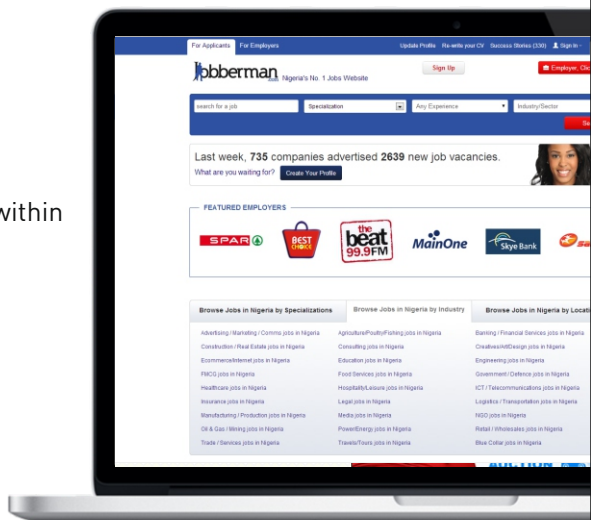 within
For Applicants For Employers Update Profile Re-write your CV Success Stories (330) Sign In
Jobberman Nigeria's No. 1 Jobs Website Sign Up Employer, Clic
search for a job Specialization Any Experience Industry/Sector
Se
Last week, 735 companies advertised 2639 new job vacancies.
What are you waiting for? Create Your Profile
FEATURED EMPLOYERS
SPAR BEST CHOICE the beat 99.9FM MainOne Skye Bank sa
Browse Jobs in Nigeria by Specializations Browse Jobs in Nigeria by Industry Browse Jobs in Nigeria by Locati
Advertising / Marketing / Comms jobs in Nigeria Agriculture/Poultry/Fishing jobs in Nigeria Banking / Financial Services jobs in Nigeria
Construction / Real Estate jobs in Nigeria Consulting jobs in Nigeria Creatives/Art/Design jobs in Nigeria
Ecommerce/Internet jobs in Nigeria Education jobs in Nigeria Engineering jobs in Nigeria
FMCG jobs in Nigeria Food Services jobs in Nigeria Government / Defence jobs in Nigeria
Healthcare jobs in Nigeria Hospitality/Leisure jobs in Nigeria ICT / Telecommunications jobs in Nigeria
Insurance jobs in Nigeria Legal jobs in Nigeria Logistics / Transportation jobs in Nigeria
Manufacturing / Production jobs in Nigeria Media jobs in Nigeria NGO jobs in Nigeria
Oil & Gas / Mining jobs in Nigeria Power/Energy jobs in Nigeria Retail / Wholesales jobs in Nigeria
Trade / Services jobs in Nigeria Travels/Tours jobs in Nigeria Blue Collar jobs in Nigeria